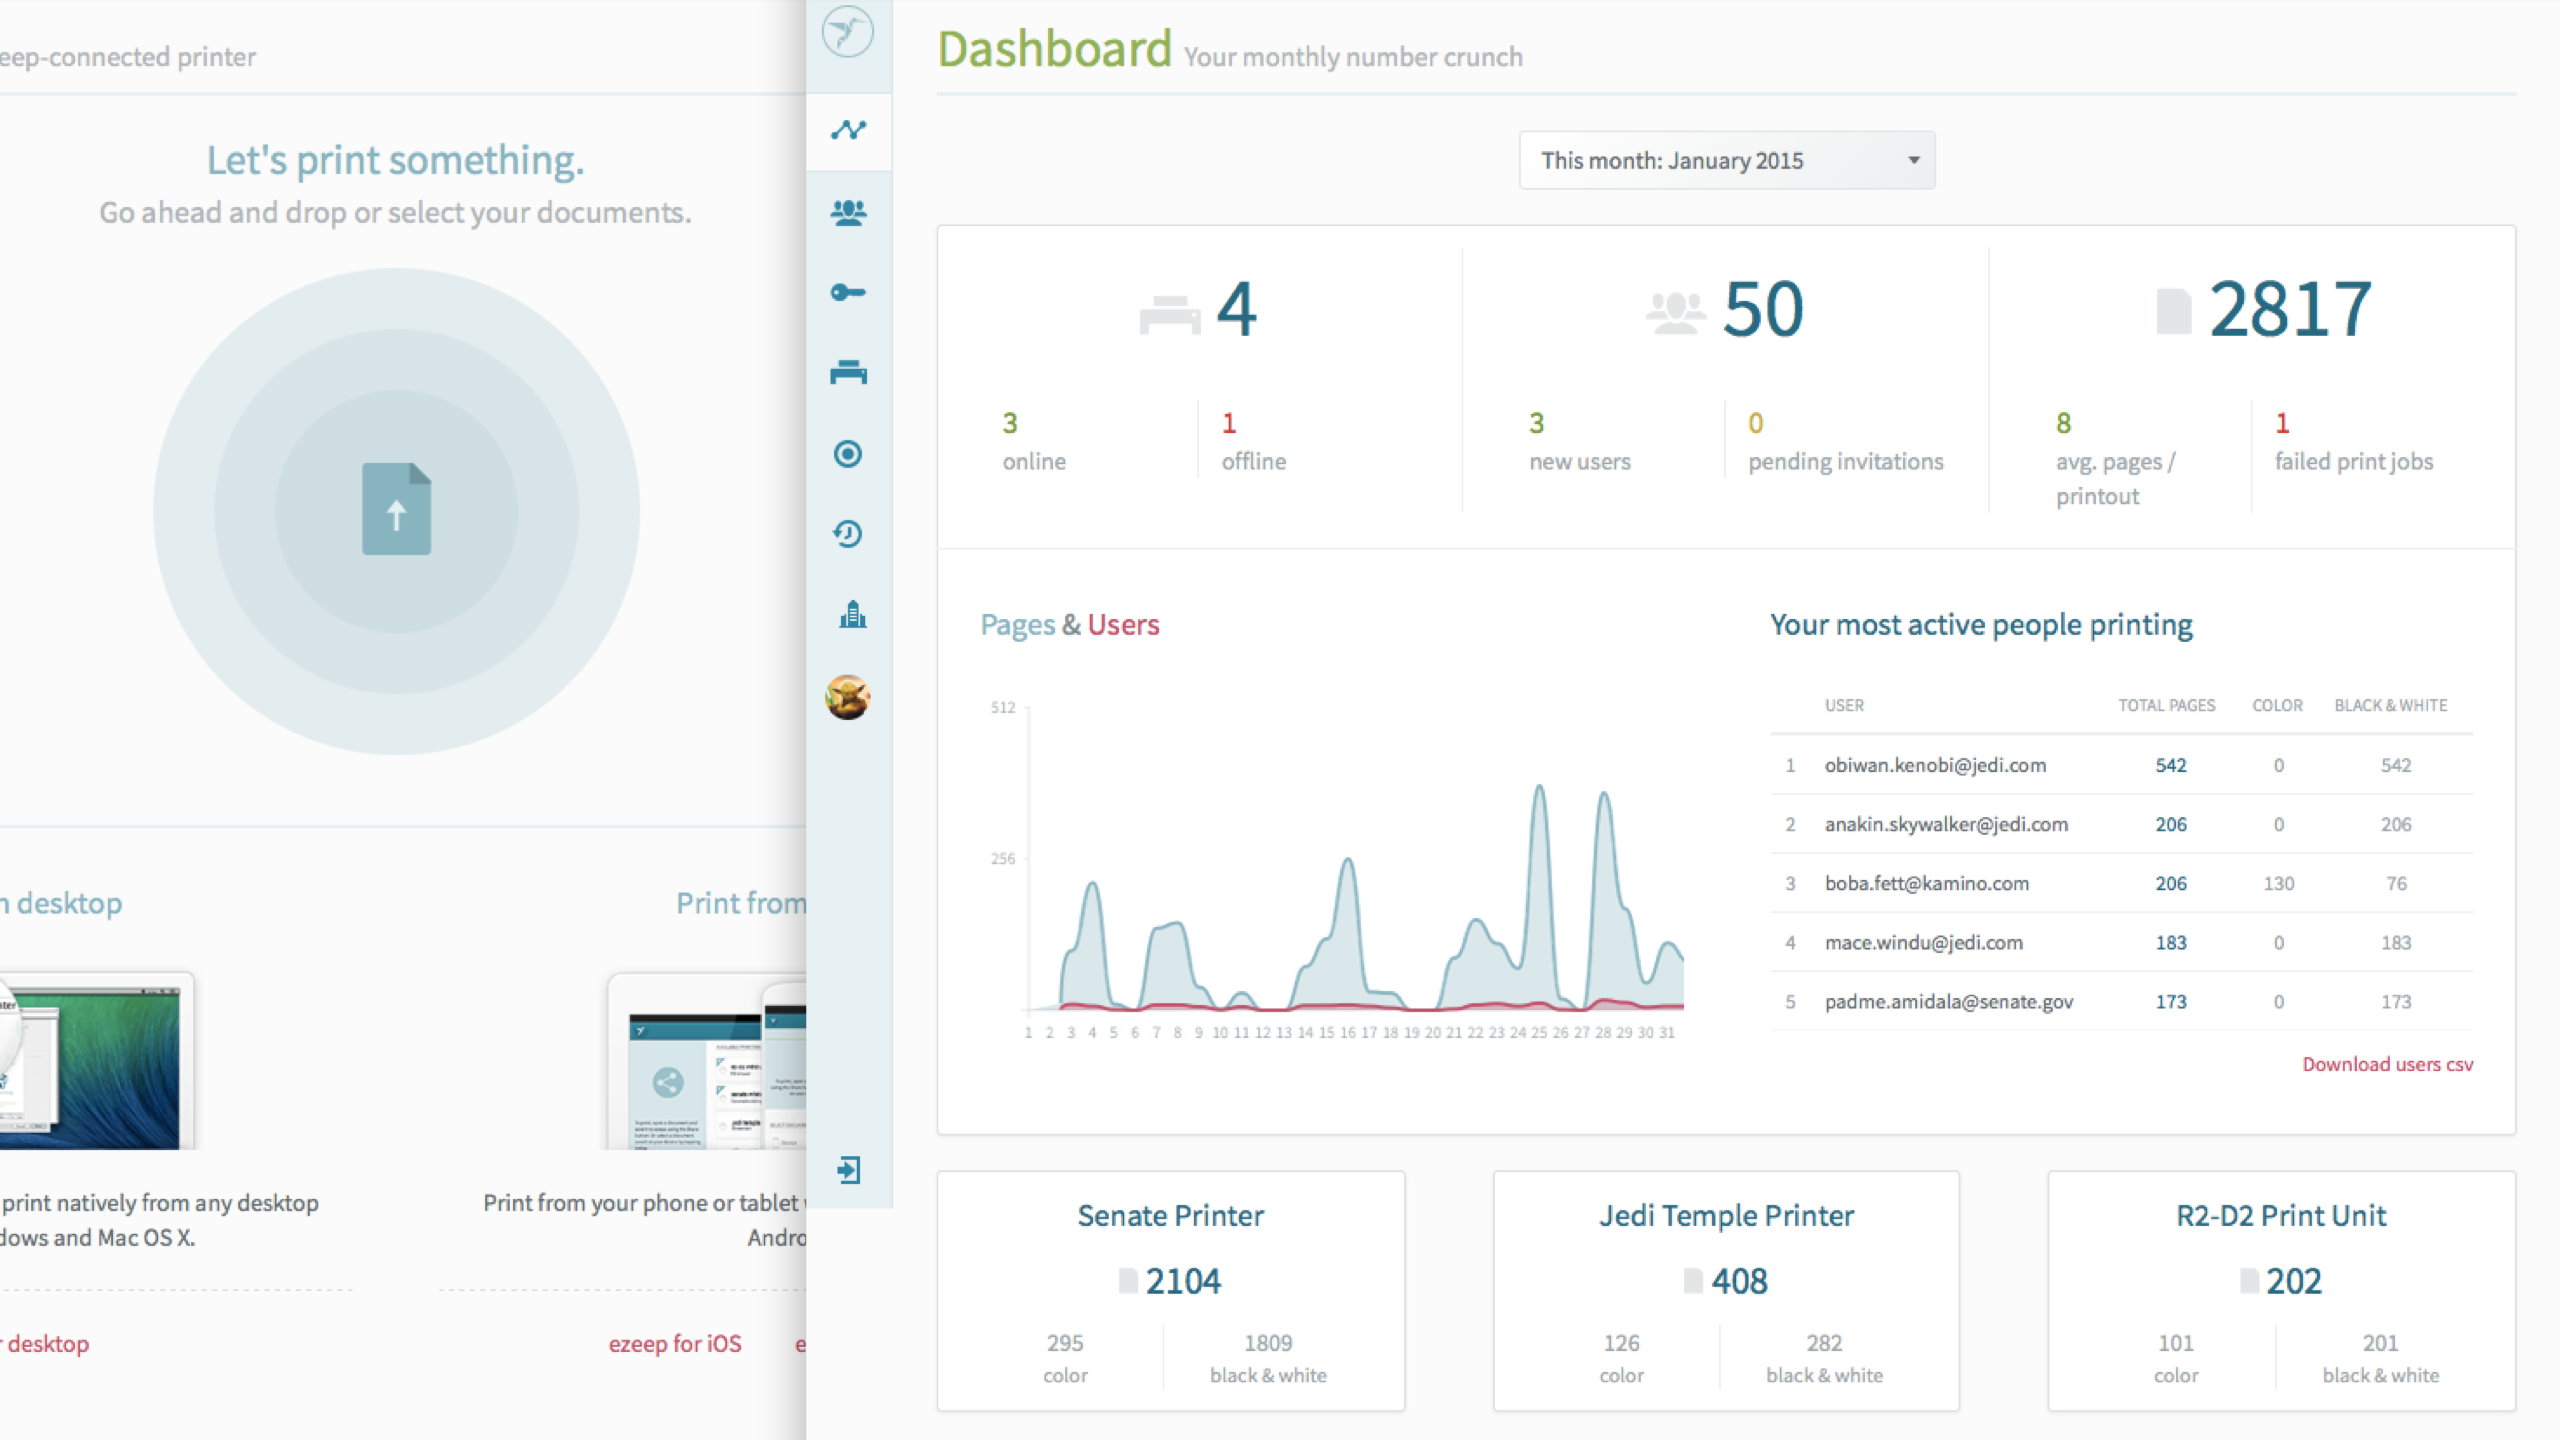 eep-connected printer
Let's print something.
Go ahead and drop or select your documents.
n desktop
Print from
print natively from any desktop
dows and Mac OS X.
Print from your phone or tablet
Andro
r desktop
ezeep for iOS
e
Dashboard Your monthly number crunch
This month: January 2015
4
3
online
1
offline
50
3
new users
0
pending invitations
2817
8
avg. pages /
printout
1
failed print jobs
Pages & Users
512
256
1 2 3 4 5 6 7 8 9 10 11 12 13 14 15 16 17 18 19 20 21 22 23 24 25 26 27 28 29 30 31
Your most active people printing
USER TOTAL PAGES COLOR BLACK & WHITE
1 obiwan.kenobi@jedi.com 542 0 542
2 anakin.skywalker@jedi.com 206 0 206
3 boba.fett@kamino.com 206 130 76
4 mace.windu@jedi.com 183 0 183
5 padme.amidala@senate.gov 173 0 173
Download users csv
Senate Printer
2104
295 1809
color black & white
Jedi Temple Printer
408
126 282
color black & white
R2-D2 Print Unit
202
101 201
color black & white